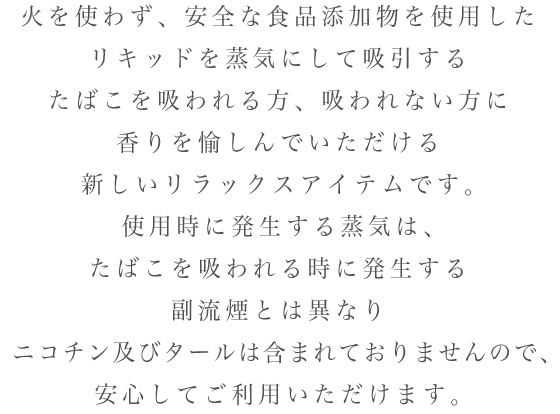 火を使わず、安全な食品添加物を使用した
リキッドを蒸気にして吸引する
たばこを吸われる方、吸われない方に
香りを愉しんでいただける
新しいリラックスアイテムです。
使用時に発生する蒸気は、
たばこを吸われる時に発生する
副流煙とは異なり
ニコチン及びタールは含まれておりませんので、
安心してご利用いただけます。